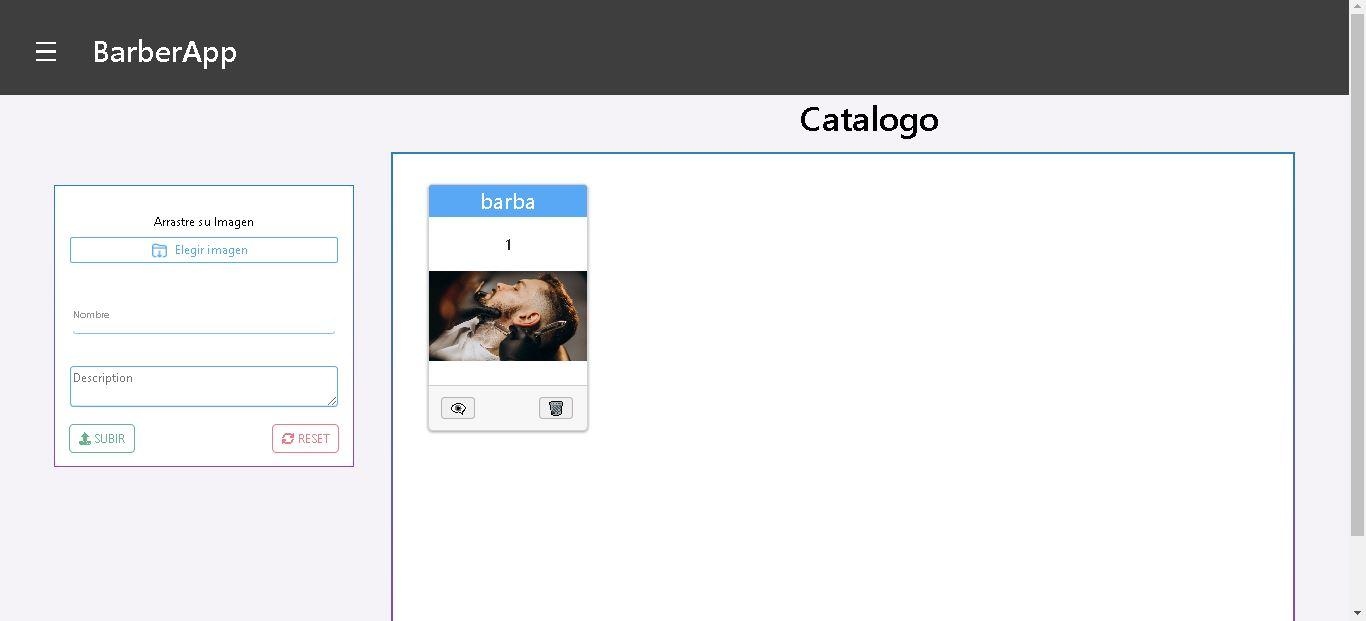 BarberApp
Catalogo
Arrastre su Imagen
Elegir imagen
Nombre
Description
SUBIR
RESET
barba
1